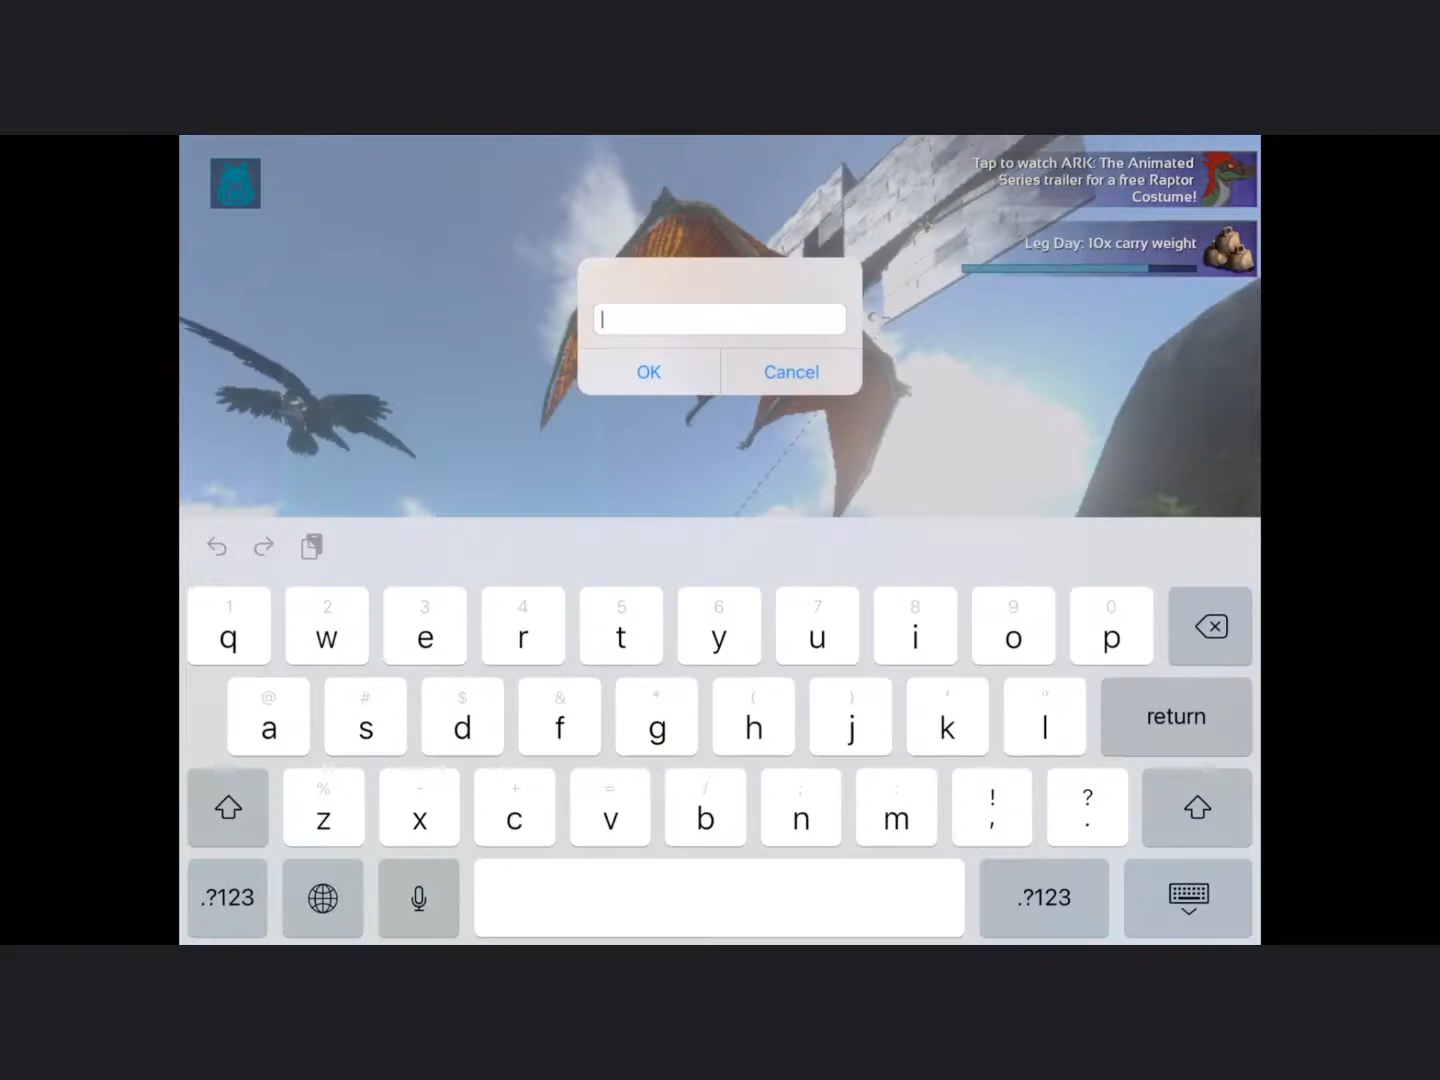 Tap to watch ARK: The Animated
Series trailer for a free Raptor
Costume!
Leg Day: 10x carry weight
OK Cancel
1 2 3 4 5 6 7 8 9 0
q w e r t y u i o p
@ # $ & * ( ) ' "
a s d f g h j k l return
% - + = / ; : ! ?
z x c v b n m , .
.?123 .?123